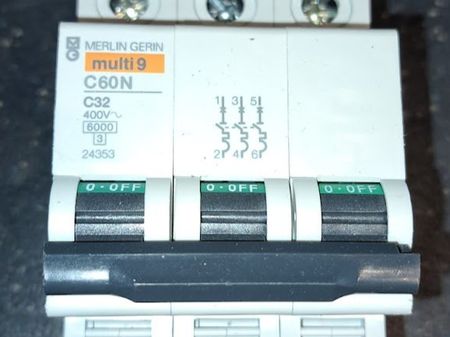 MERLIN GERIN
multi 9
C60N
C32
400V~
6000
3
24353
1 3 5
2 4 6
O·OFF O·OFF O·OFF